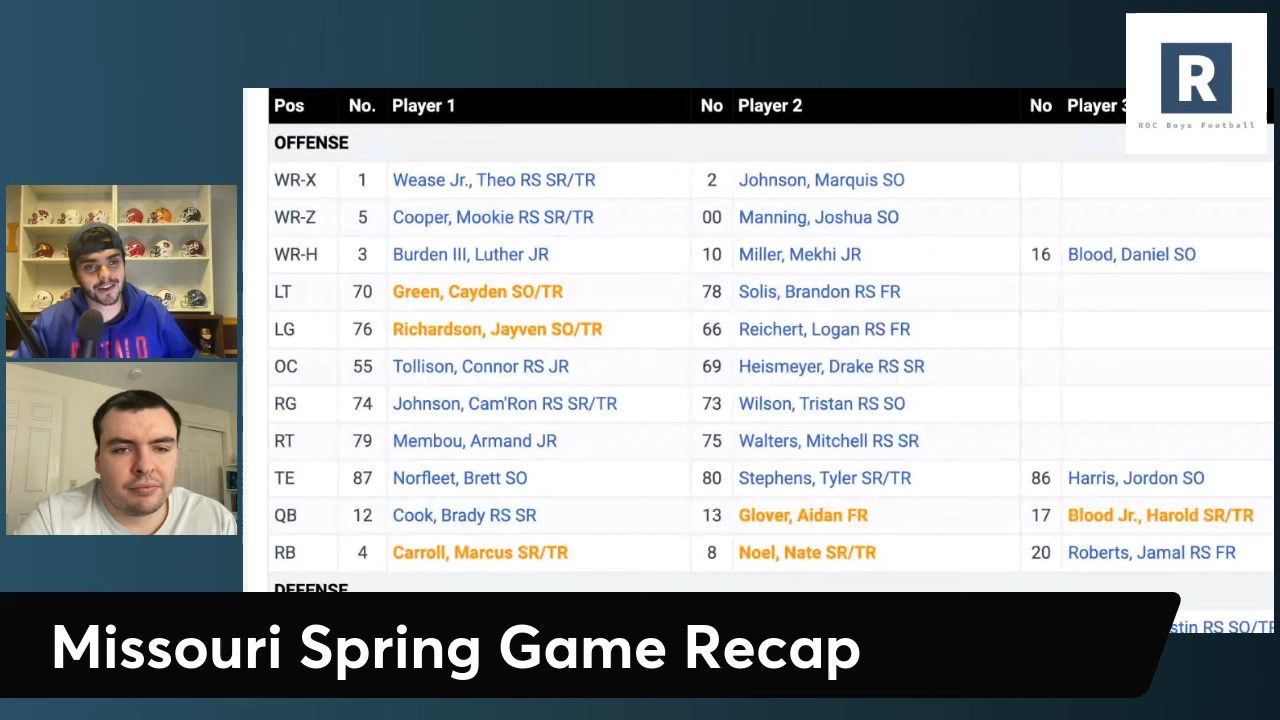 Pos No. Player 1 No Player 2 No Player
OFFENSE
WR-X 1 Wease Jr., Theo RS SR/TR 2 Johnson, Marquis SO
WR-Z 5 Cooper, Mookie RS SR/TR 00 Manning, Joshua SO
WR-H 3 Burden III, Luther JR 10 Miller, Mekhi JR 16 Blood, Daniel SO
LT 70 Green, Cayden SO/TR 78 Solis, Brandon RS FR
LG 76 Richardson, Jayven SO/TR 66 Reichert, Logan RS FR
OC 55 Tollison, Connor RS JR 69 Heismeyer, Drake RS SR
RG 74 Johnson, Cam'Ron RS SR/TR 73 Wilson, Tristan RS SO
RT 79 Membou, Armand JR 75 Walters, Mitchell RS SR
TE 87 Norfleet, Brett SO 80 Stephens, Tyler SR/TR 86 Harris, Jordon SO
QB 12 Cook, Brady RS SR 13 Glover, Aidan FR 17 Blood Jr., Harold SR/TR
RB 4 Carroll, Marcus SR/TR 8 Noel, Nate SR/TR 20 Roberts, Jamal RS FR
DEFENSE
stin RS SO/TR
R
ROC Boys Football
Missouri Spring Game Recap